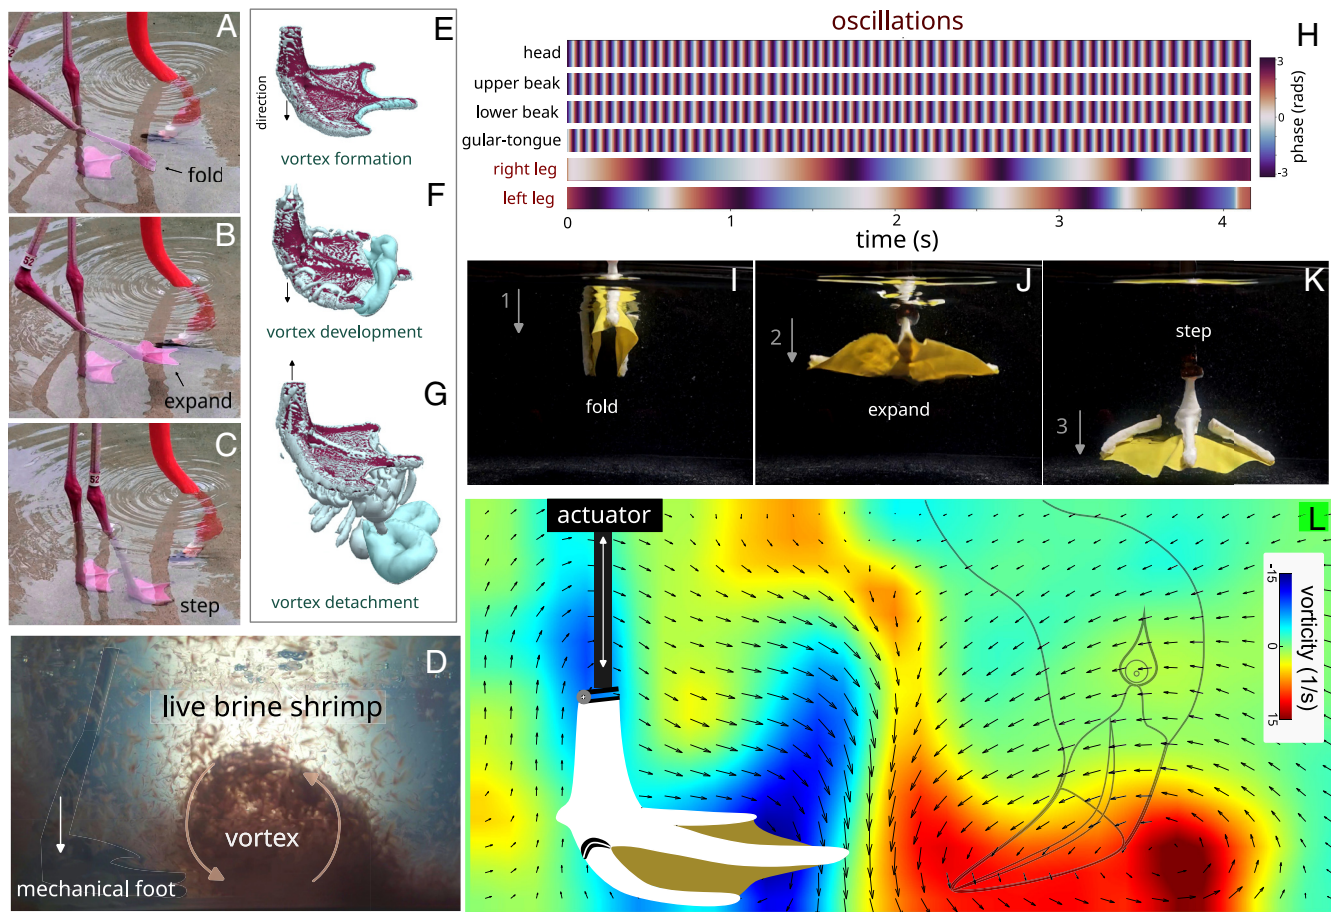 A
fold
B
52
expand
C
52
step
D
live brine shrimp
vortex
mechanical foot
E
direction
vortex formation
F
vortex development
G
vortex detachment
oscillations
H
head
upper beak
lower beak
gular-tongue
right leg
left leg
0 1 2 3 4
time (s)
3
0
-3
phase (rads)
I
1
fold
J
2
expand
K
step
3
actuator
L
-15
0
15
vorticity (1/s)